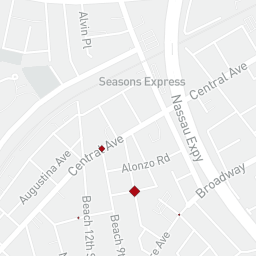 Alvin Pl
Seasons Express
Central Ave
Nassau Expy
Central Ave
Alonzo Rd
Augustina Ave
Broadway
Beach 12th S
Beach 9th
e Ave